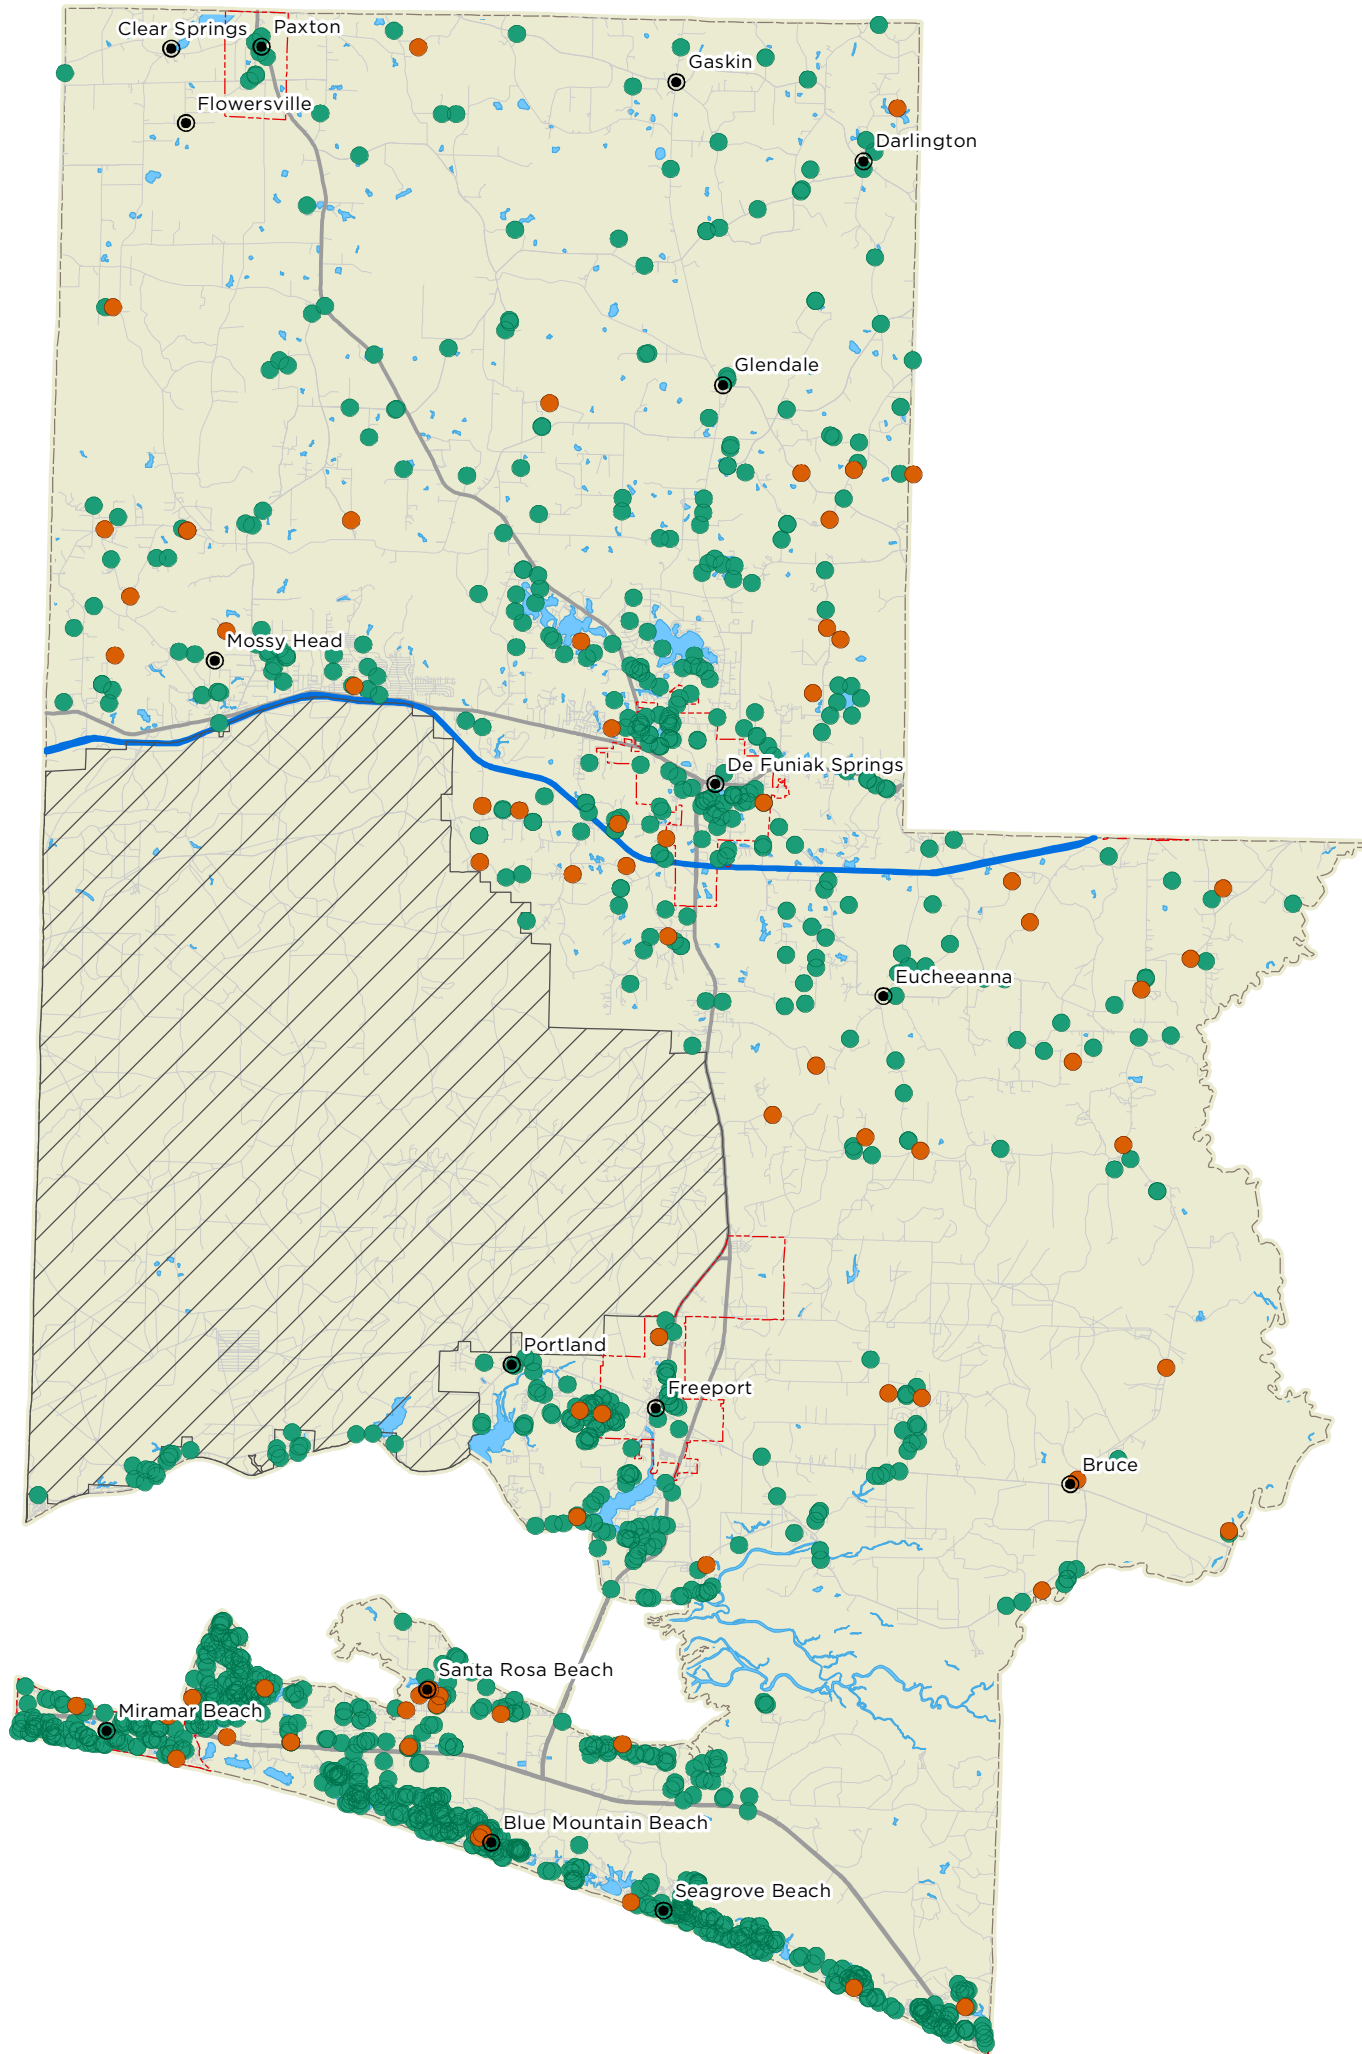 Clear Springs
Paxton
Gaskin
Flowersville
Darlington
Glendale
Mossy Head
De Funiak Springs
Eucheeanna
Portland
Freeport
Bruce
Santa Rosa Beach
Miramar Beach
Blue Mountain Beach
Seagrove Beach